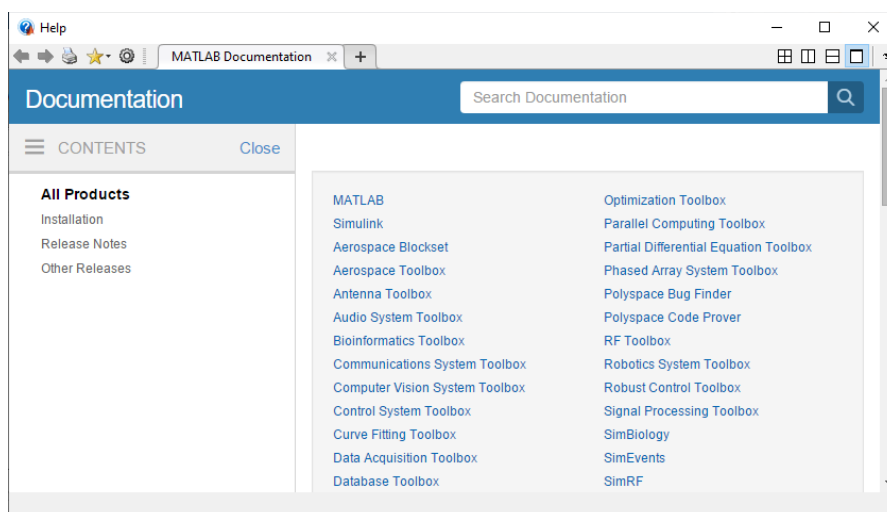 Help
MATLAB Documentation
Documentation
Search Documentation
CONTENTS
Close
All Products
Installation
Release Notes
Other Releases
MATLAB
Simulink
Aerospace Blockset
Aerospace Toolbox
Antenna Toolbox
Audio System Toolbox
Bioinformatics Toolbox
Communications System Toolbox
Computer Vision System Toolbox
Control System Toolbox
Curve Fitting Toolbox
Data Acquisition Toolbox
Database Toolbox
Optimization Toolbox
Parallel Computing Toolbox
Partial Differential Equation Toolbox
Phased Array System Toolbox
Polyspace Bug Finder
Polyspace Code Prover
RF Toolbox
Robotics System Toolbox
Robust Control Toolbox
Signal Processing Toolbox
SimBiology
SimEvents
SimRF